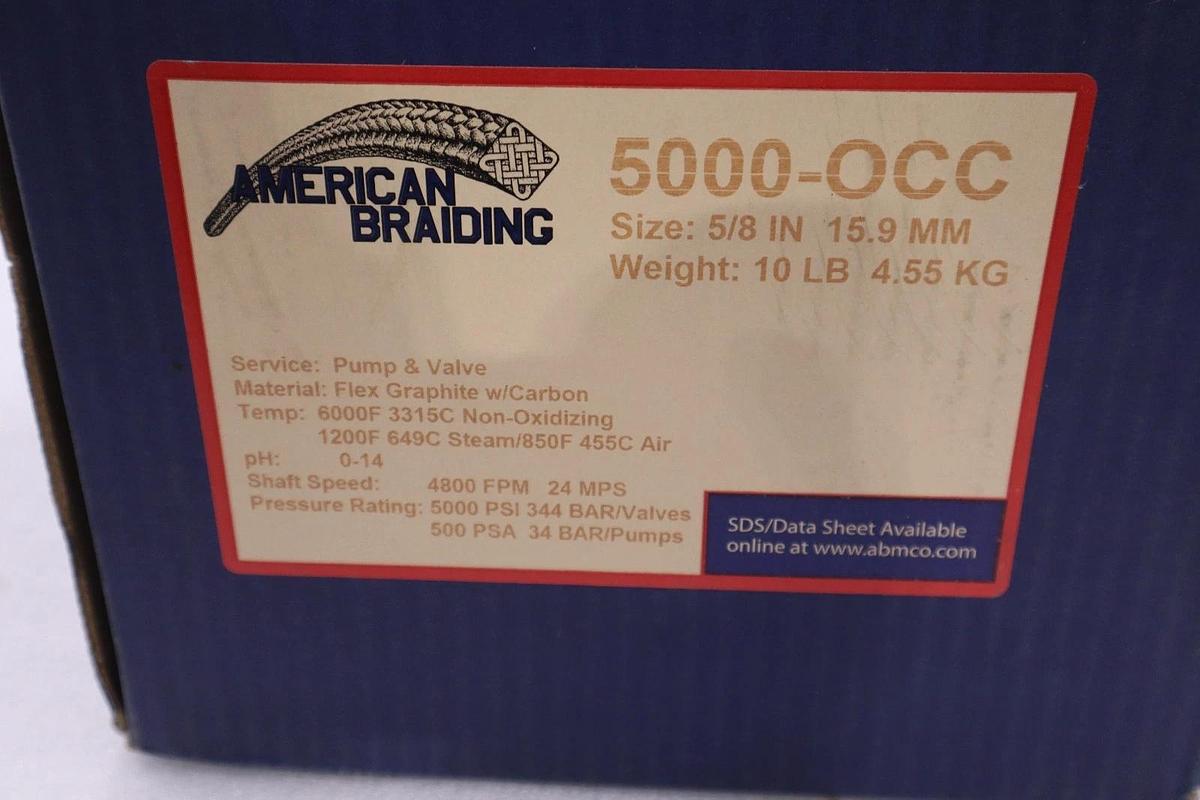 AMERICAN
BRAIDING
5000-OCC
Size: 5/8 IN 15.9 MM
Weight: 10 LB 4.55 KG
Service: Pump & Valve
Material: Flex Graphite w/Carbon
Temp: 6000F 3315C Non-Oxidizing
1200F 649C Steam/850F 455C Air
pH: 0-14
Shaft Speed: 4800 FPM 24 MPS
Pressure Rating: 5000 PSI 344 BAR/Valves
500 PSA 34 BAR/Pumps
SDS/Data Sheet Available
online at www.abmco.com